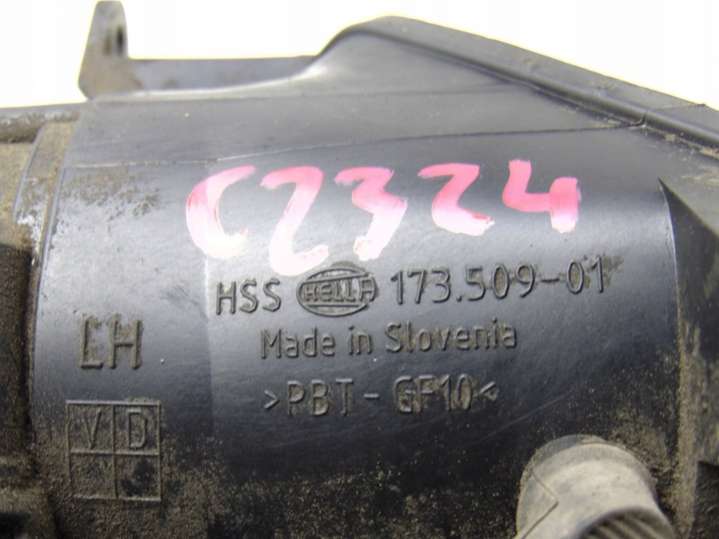 C2324
HSS HELLA 173.509-01
LH
Made in Slovenia
>PBT-GF10<
V D